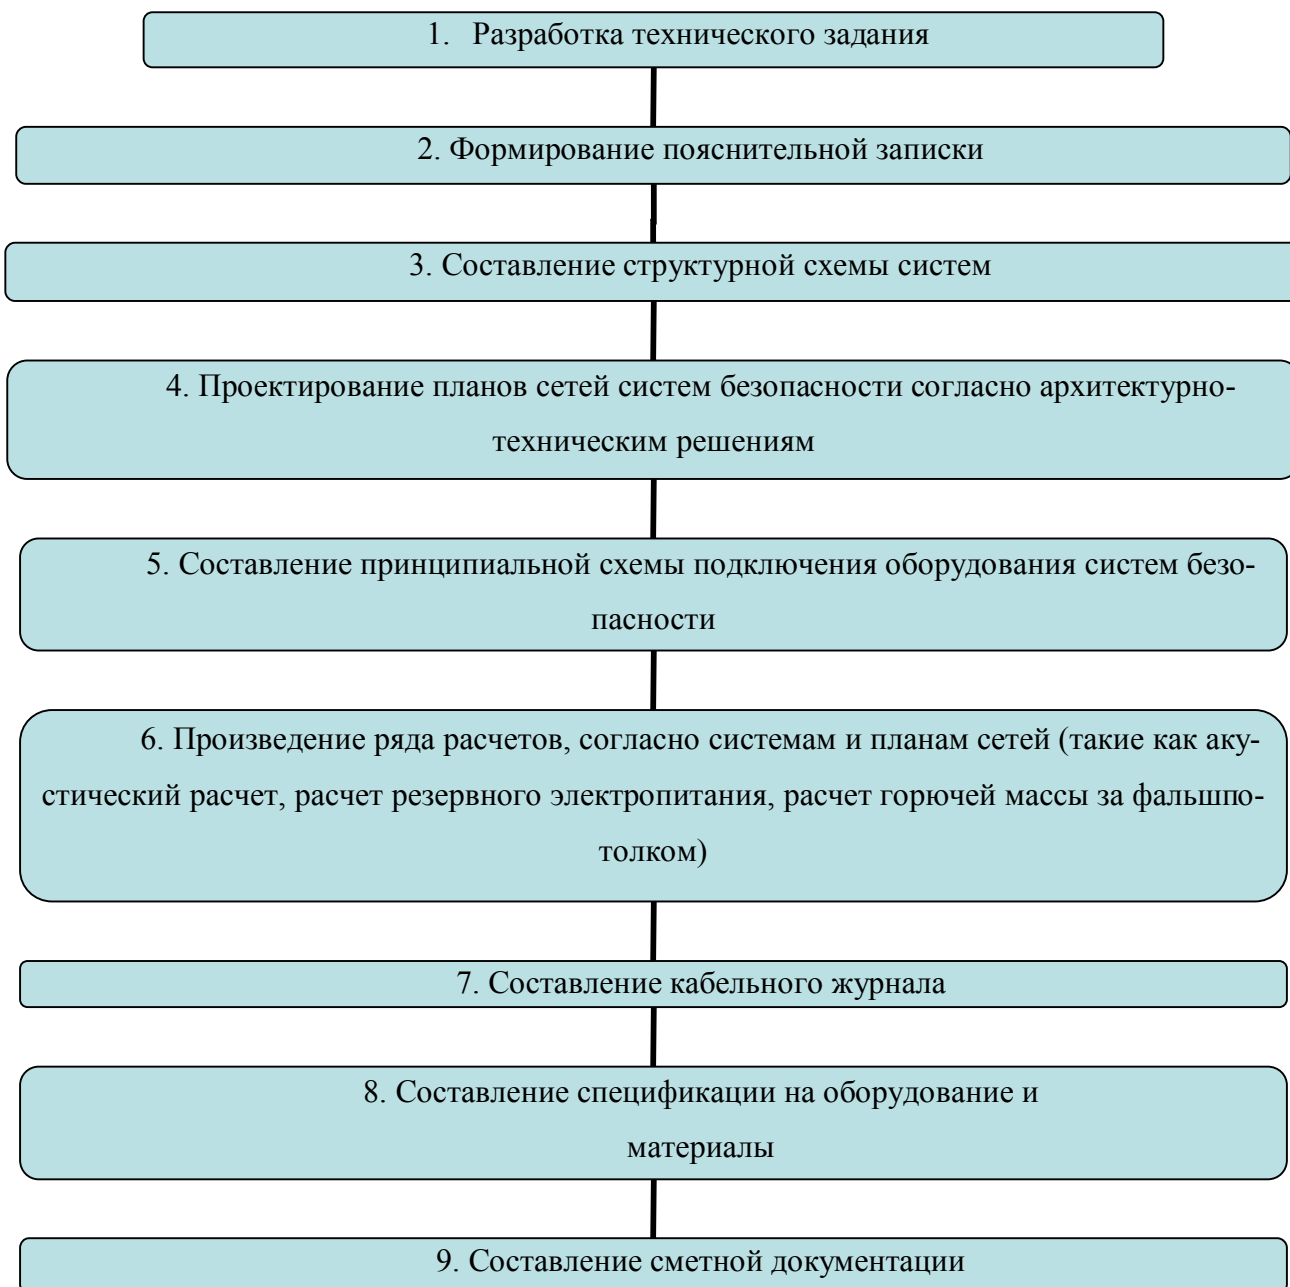 1. Разработка технического задания
2. Формирование пояснительной записки
3. Составление структурной схемы систем
4. Проектирование планов сетей систем безопасности согласно архитектурно-
техническим решениям
5. Составление принципиальной схемы подключения оборудования систем безо-
пасности
6. Произведение ряда расчетов, согласно системам и планам сетей (такие как аку-
стический расчет, расчет резервного электропитания, расчет горючей массы за фальшпо-
толком)
7. Составление кабельного журнала
8. Составление спецификации на оборудование и
материалы
9. Составление сметной документации